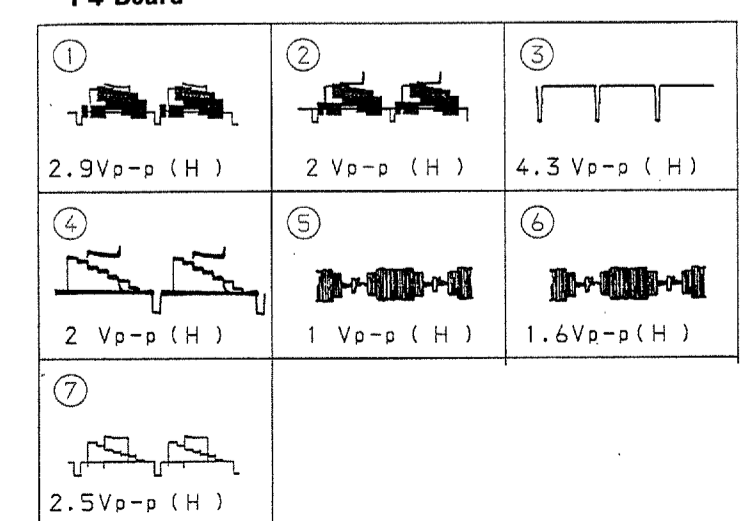 Board
① ② ③
2.9Vp-p (H ) 2 Vp-p (H ) 4.3 Vp-p ( H)
④ ⑤ ⑥
2 Vp-p (H ) 1 Vp-p ( H ) 1.6Vp-p(H )
⑦
2.5Vp-p (H )